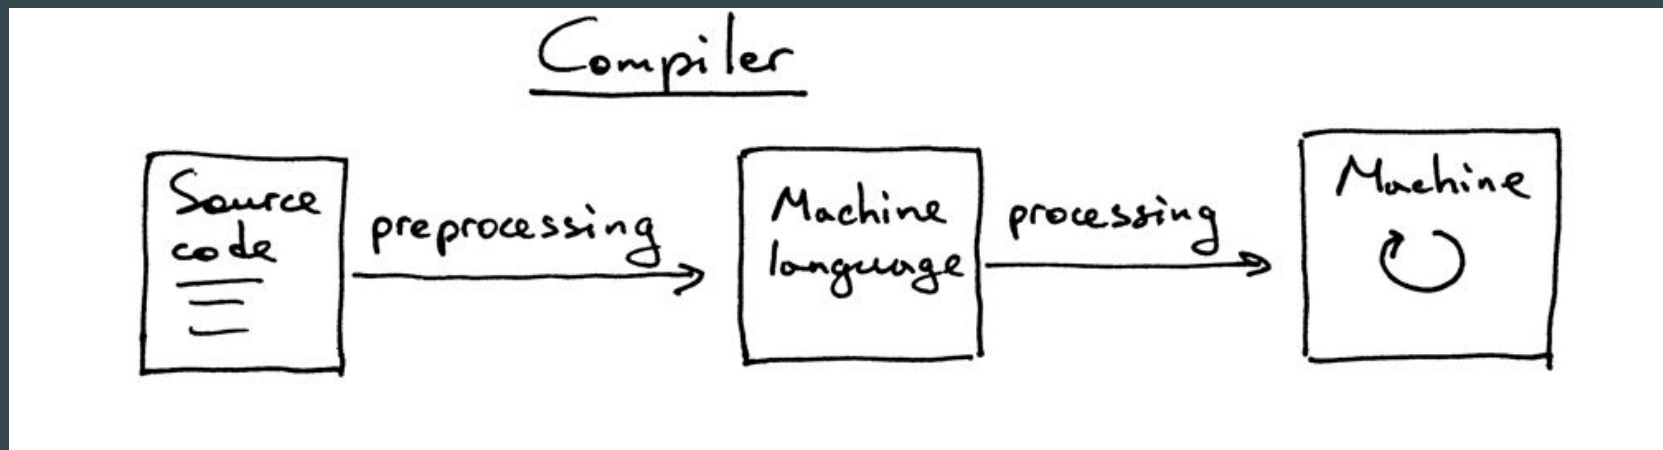 Compiler
Source
code
preprocessing
Machine
language
processing
Machine